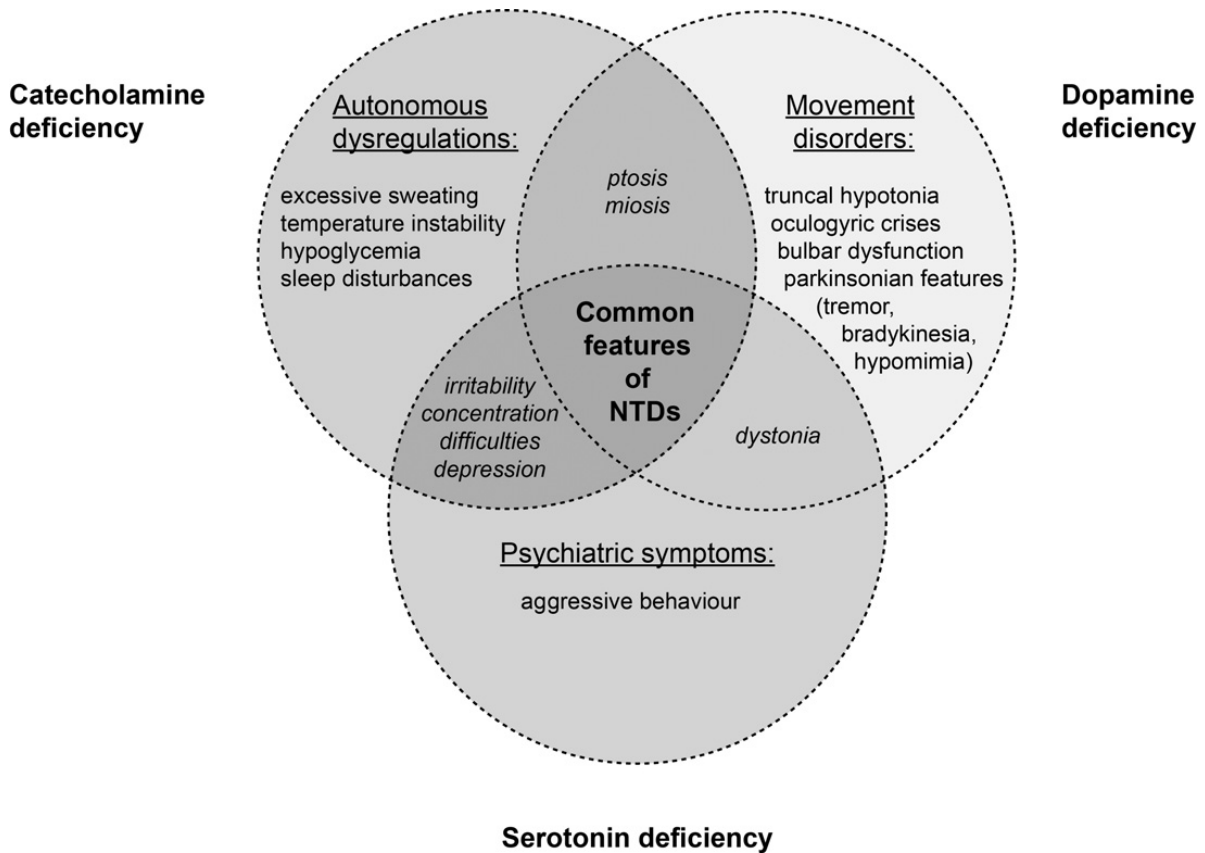 Catecholamine
deficiency
Autonomous
dysregulations:
excessive sweating
temperature instability
hypoglycemia
sleep disturbances
ptosis
miosis
Movement
disorders:
truncal hypotonia
oculogyric crises
bulbar dysfunction
parkinsonian features
(tremor,
bradykinesia,
hypomimia)
Dopamine
deficiency
Common
features
of
NTDs
irritability
concentration
difficulties
depression
dystonia
Psychiatric symptoms:
aggressive behaviour
Serotonin deficiency